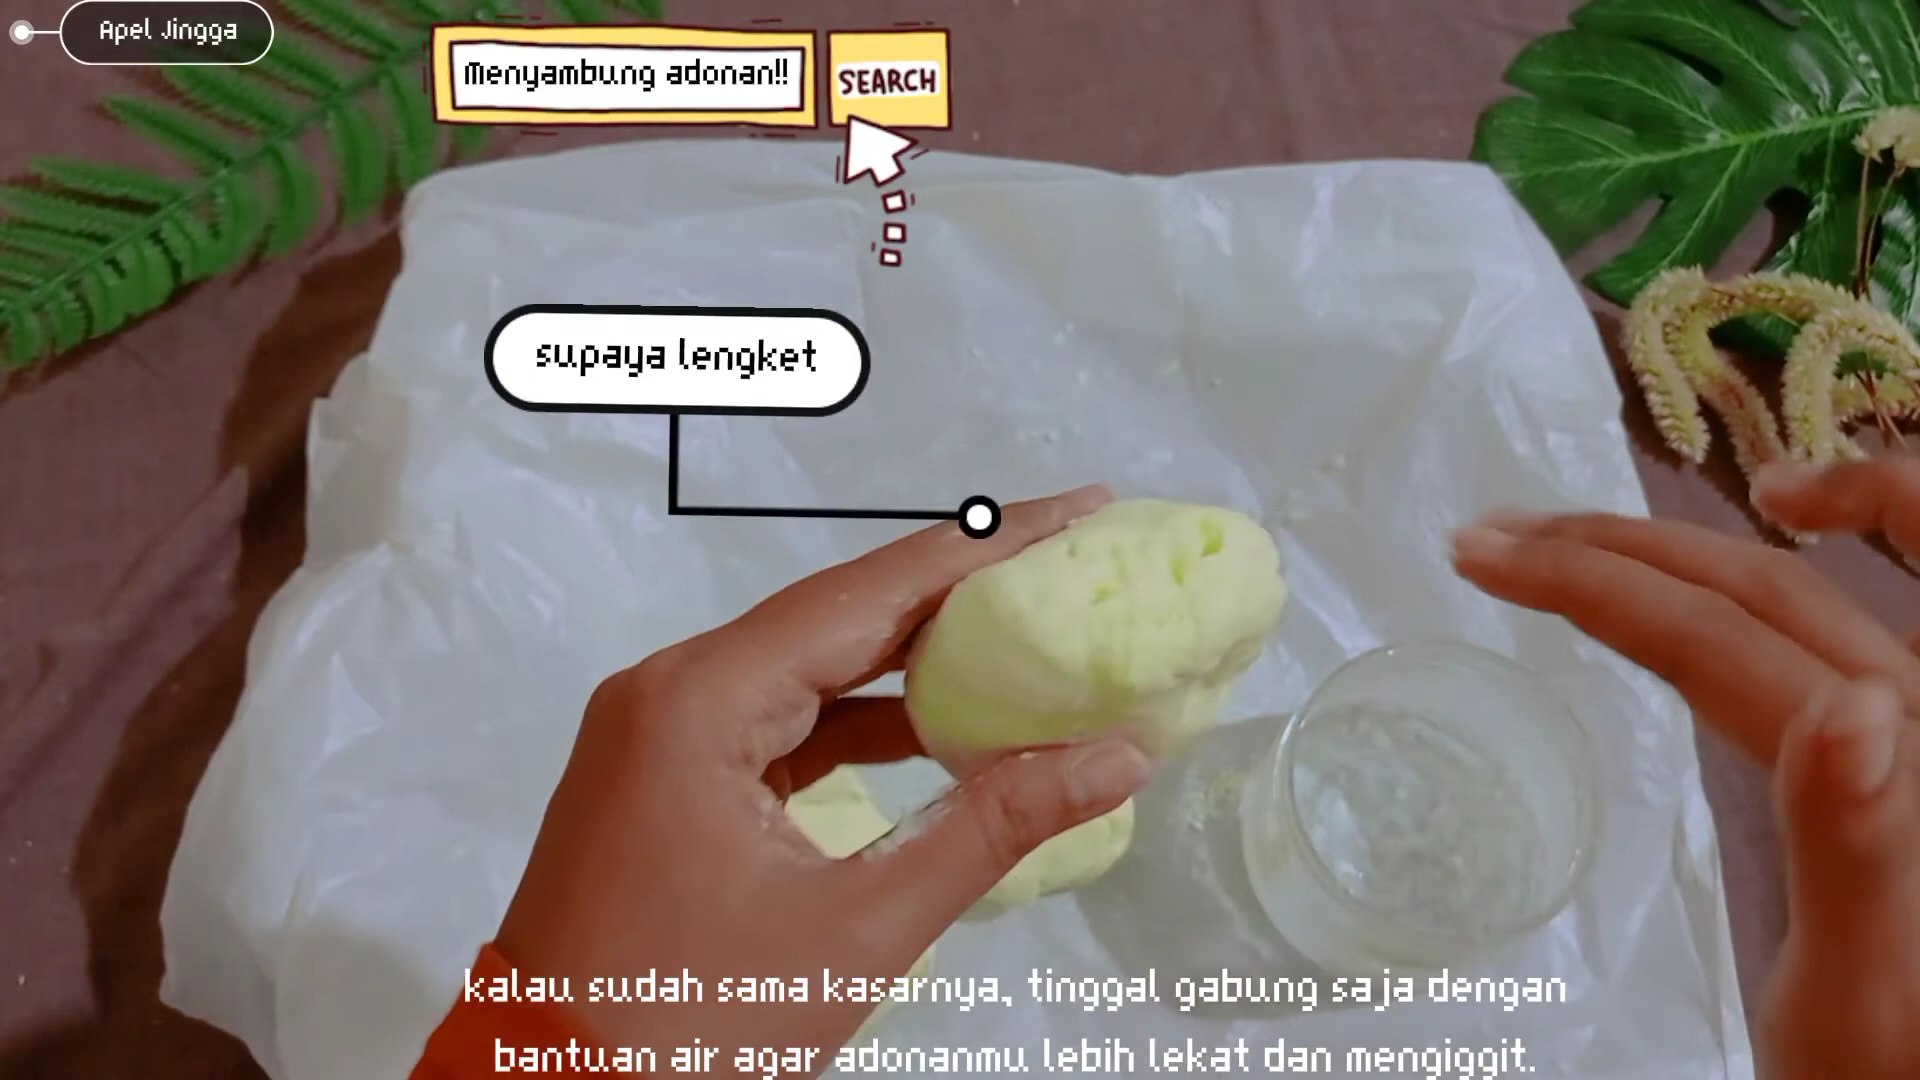 Apel Jingga
menyambung adonan!!
SEARCH
supaya lengket
kalau sudah sama kasarnya, tinggal gabung saja dengan
bantuan air agar adonanmu lebih lekat dan mengiggit.